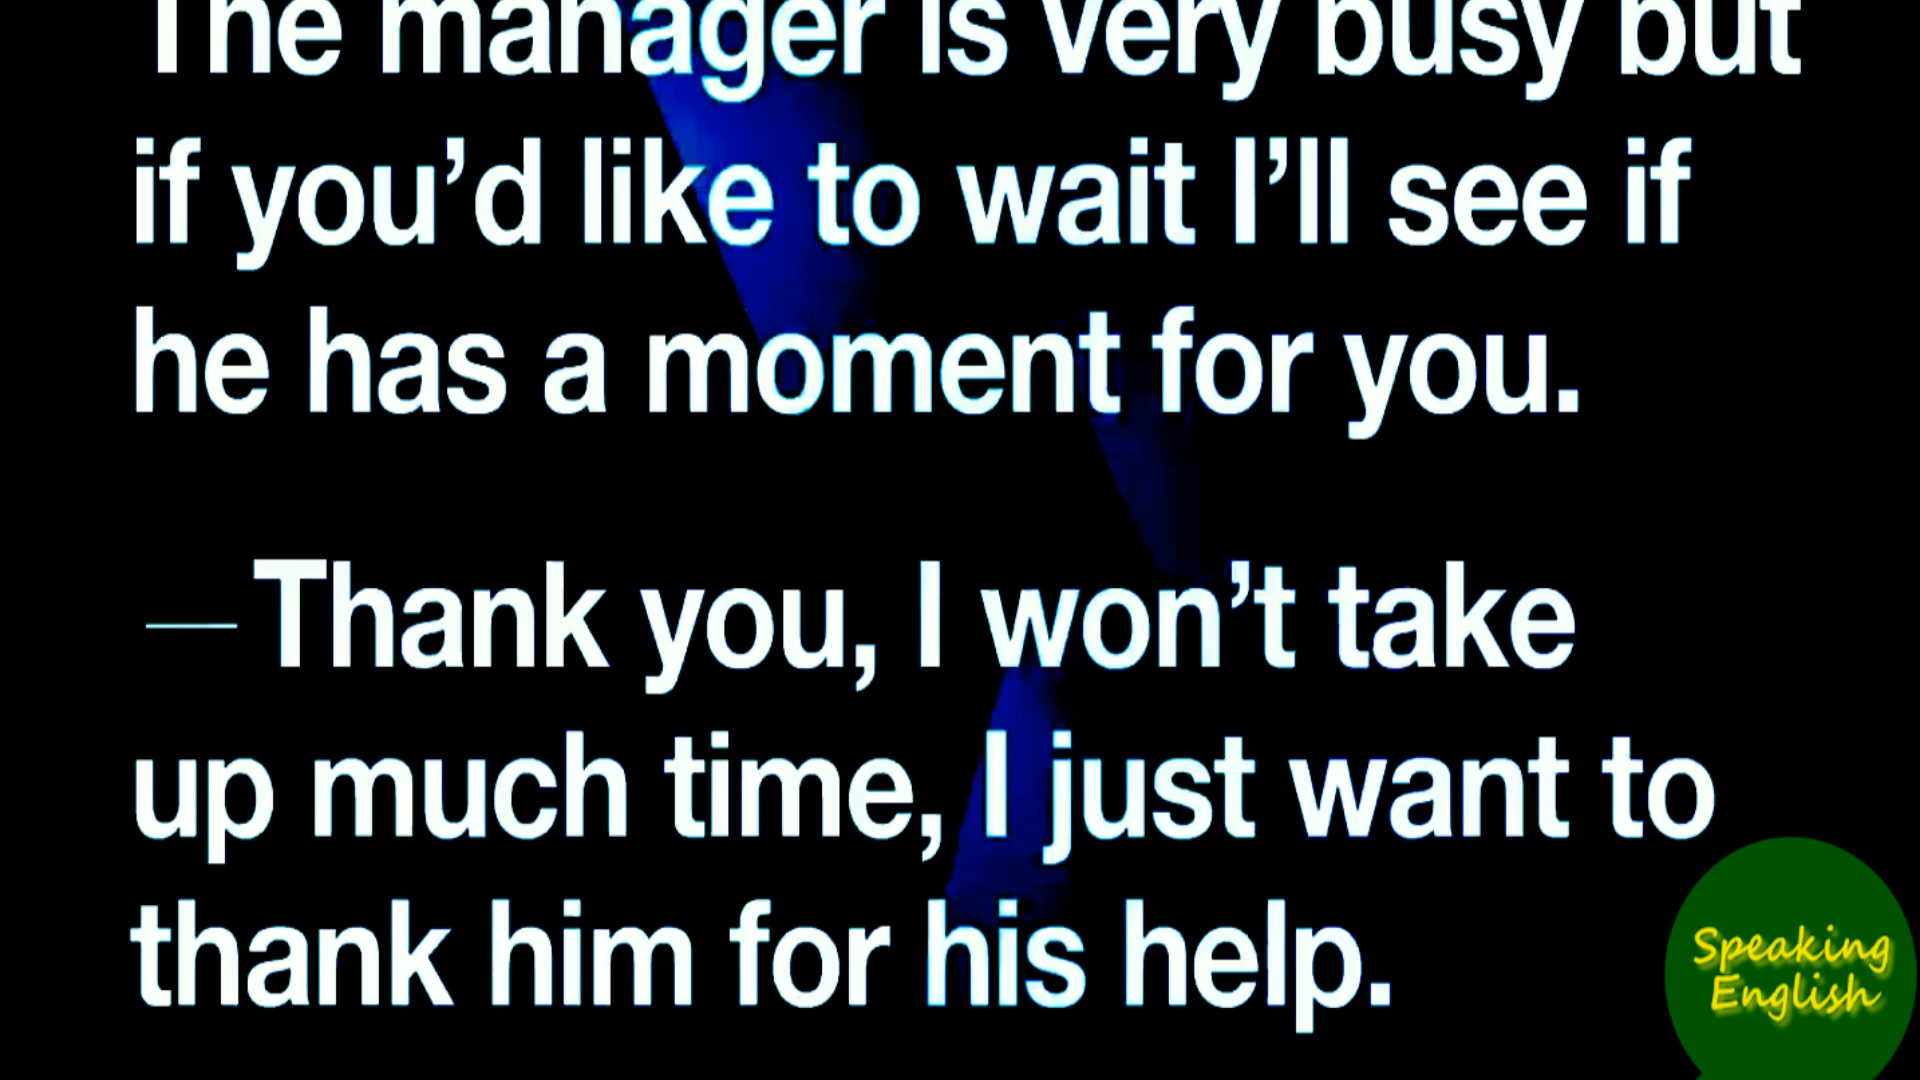 The manager is very busy but
if you’d like to wait I’ll see if
he has a moment for you.
—Thank you, I won’t take
up much time, I just want to
thank him for his help.
Speaking
English